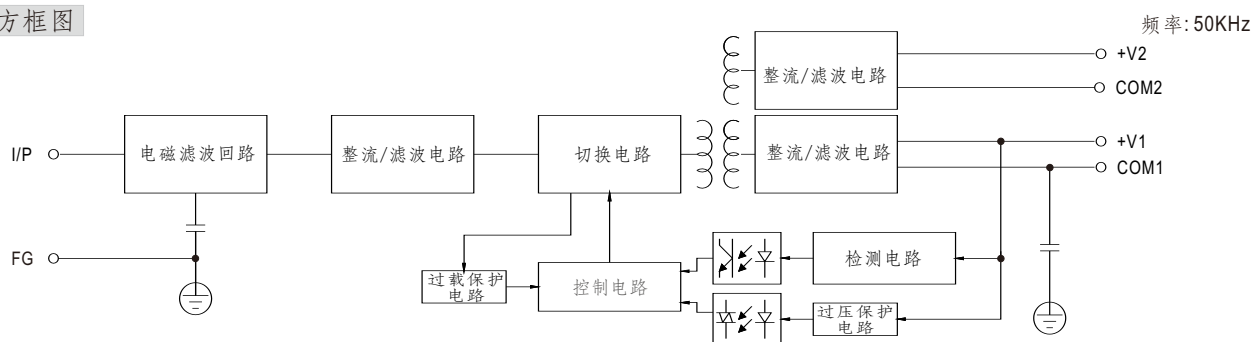 方框图
频率: 50KHz
整流/滤波电路
+V2
COM2
I/P
电磁滤波回路
整流/滤波电路
切换电路
整流/滤波电路
+V1
COM1
FG
过载保护
电路
控制电路
检测电路
过压保护
电路